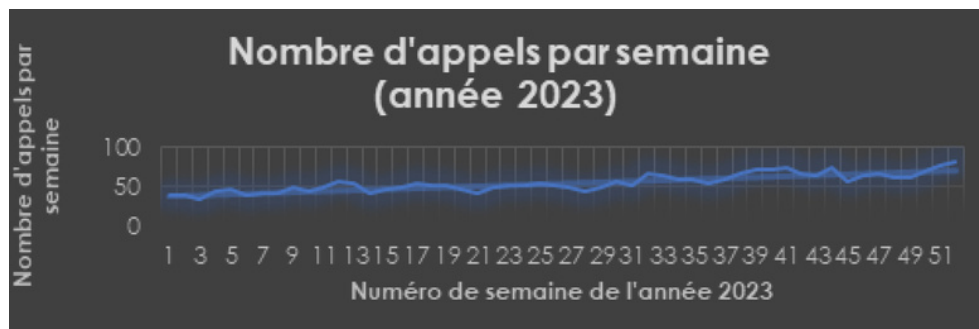 Nombre d'appels par semaine
(année 2023)
Nombre d'appels par
semaine
100
50
0
1 3 5 7 9 11 13 15 17 19 21 23 25 27 29 31 33 35 37 39 41 43 45 47 49 51
Numéro de semaine de l'année 2023